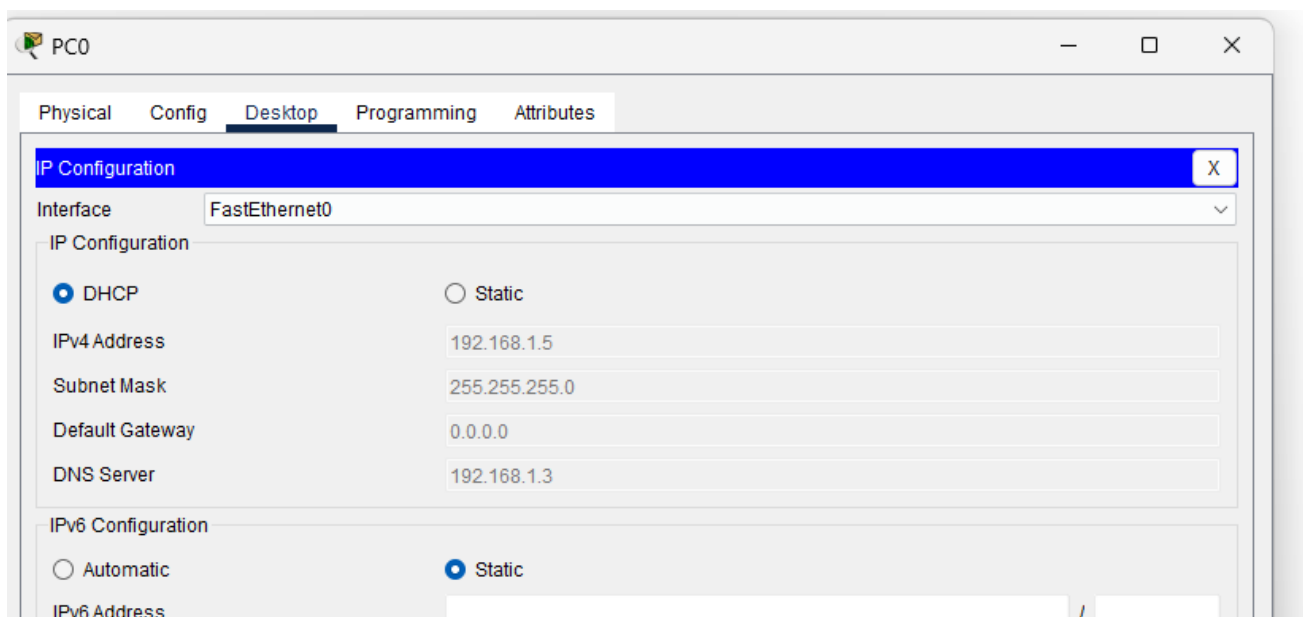 PC0
Physical Config Desktop Programming Attributes
IP Configuration X
Interface FastEthernet0
IP Configuration
DHCP Static
IPv4 Address 192.168.1.5
Subnet Mask 255.255.255.0
Default Gateway 0.0.0.0
DNS Server 192.168.1.3
IPv6 Configuration
Automatic Static
IPv6 Address /